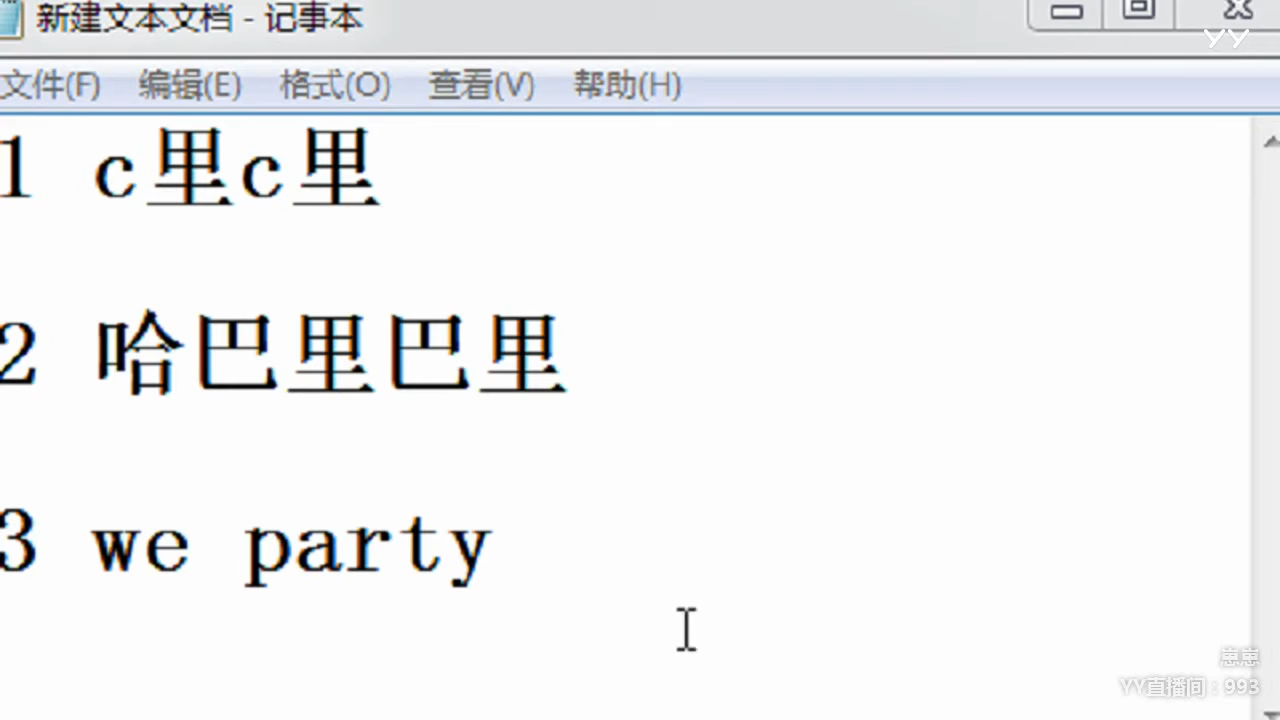 新建文本文档 - 记事本
YY
文件(F) 编辑(E) 格式(O) 查看(V) 帮助(H)
1 c里c里
2 哈巴里巴里
3 we party
崽崽
YY直播间：993